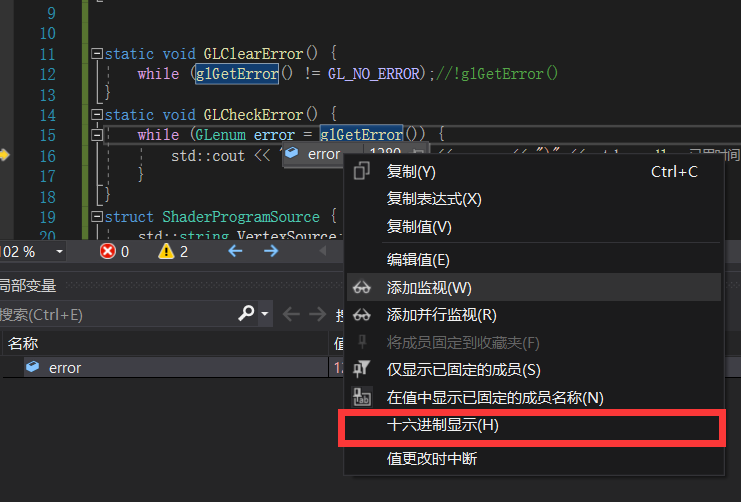 9
10
11 static void GLClearError() {
12 while (glGetError() != GL_NO_ERROR);//!glGetError()
13 }
14 static void GLCheckError() {
15 while (GLenum error = glGetError()) {
16 std::cout <<
error 1280
17 }
18 }
19 struct ShaderProgramSource {
20 std::string VertexSource;
复制(Y) Ctrl+C
复制表达式(X)
复制值(V)
编辑值(E)
添加监视(W)
添加并行监视(R)
将成员固定到收藏夹(F)
仅显示已固定的成员(S)
在值中显示已固定的成员名称(N)
十六进制显示(H)
值更改时中断
102 % 0 2
局部变量
搜索(Ctrl+E)
名称
error